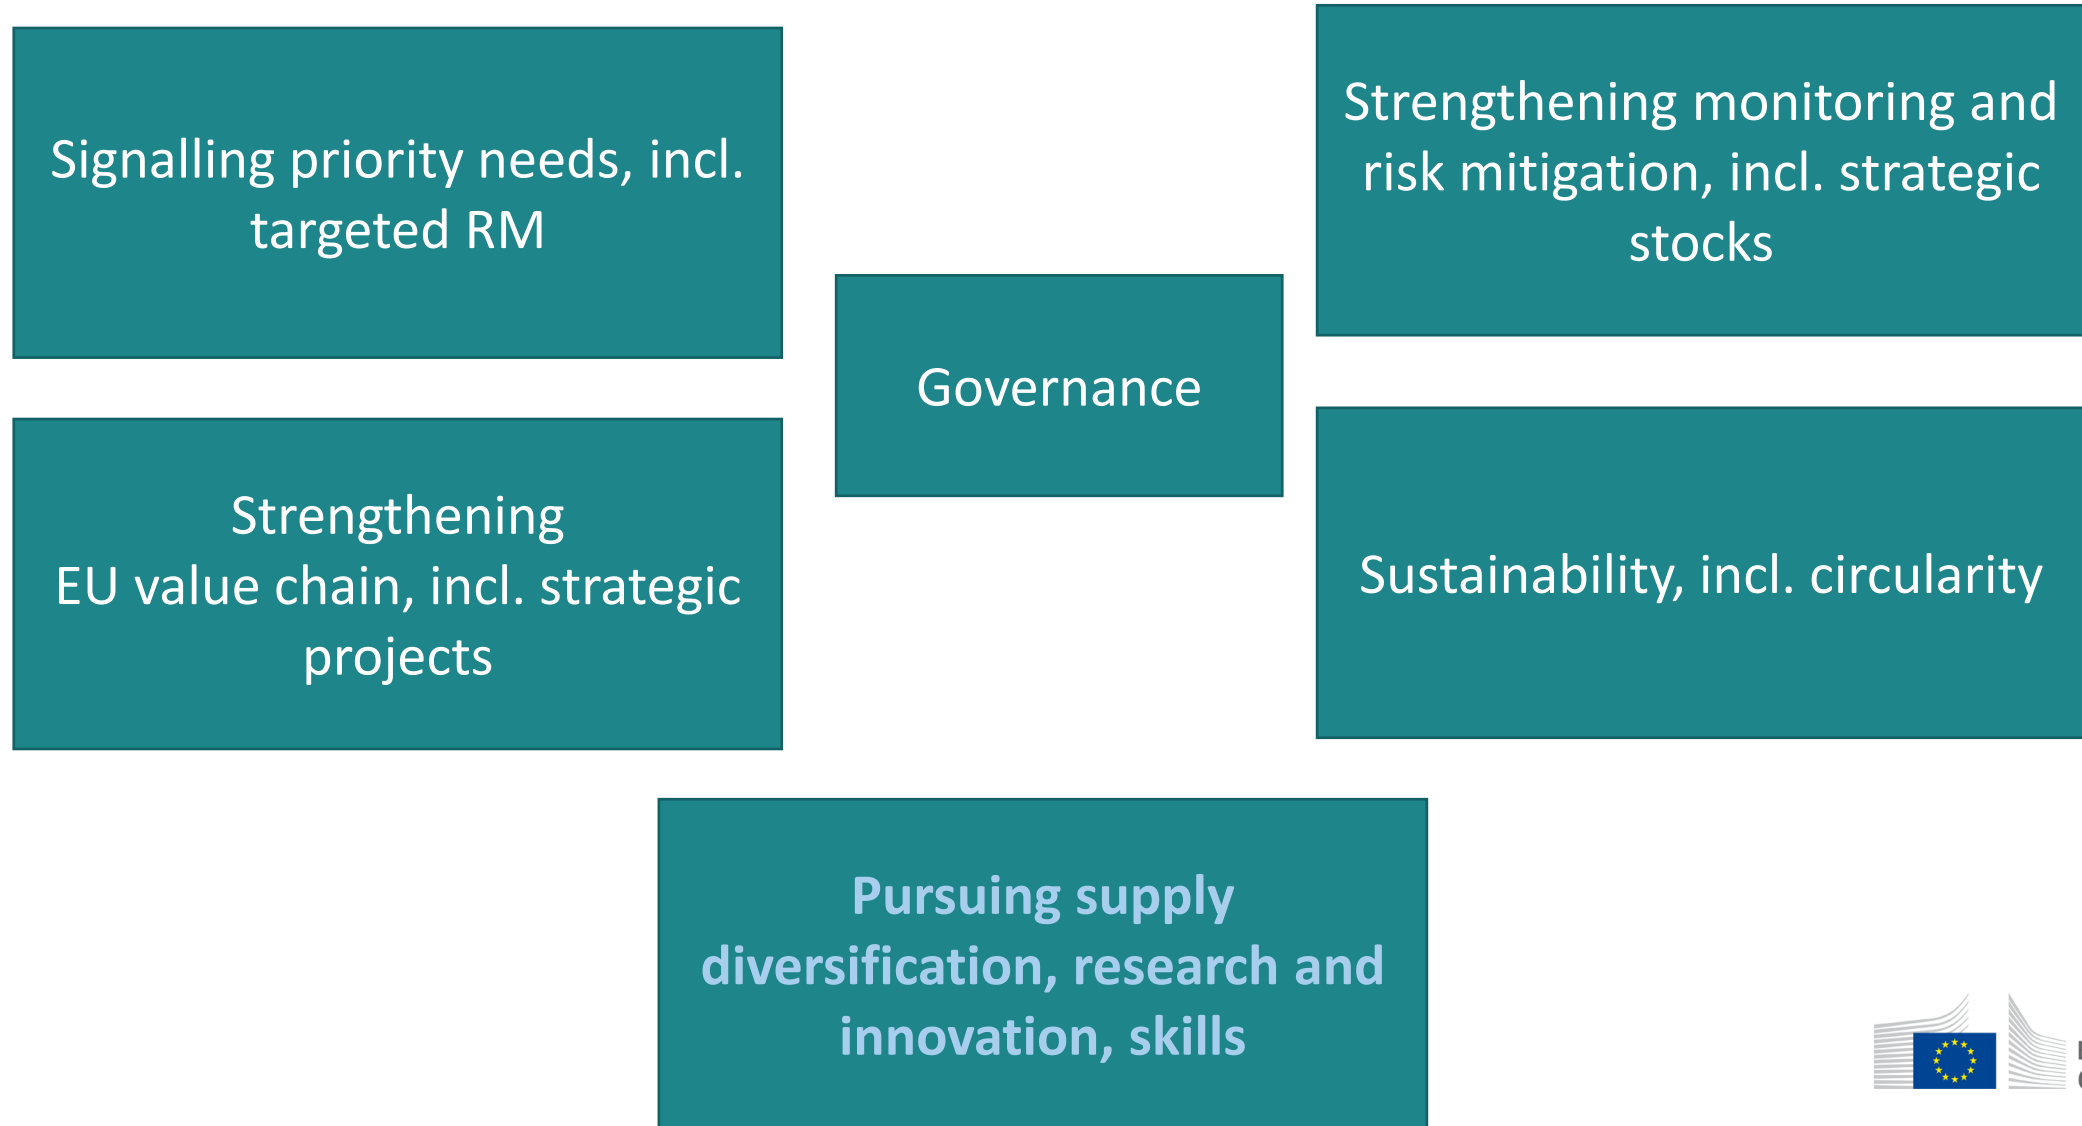 Signalling priority needs, incl.
targeted RM
Strengthening monitoring and
risk mitigation, incl. strategic
stocks
Governance
Strengthening
EU value chain, incl. strategic
projects
Sustainability, incl. circularity
Pursuing supply
diversification, research and
innovation, skills